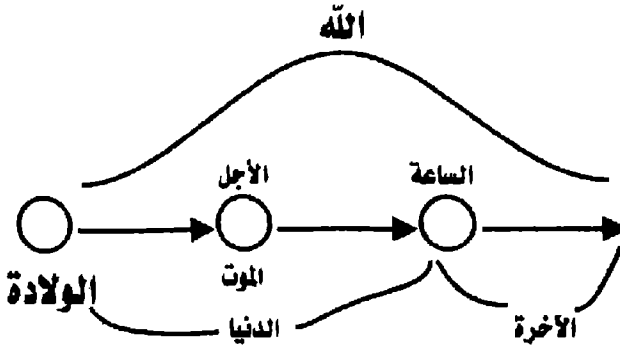 الله
الأجل
الساعة
الولادة
الموت
الدنيا
الآخرة